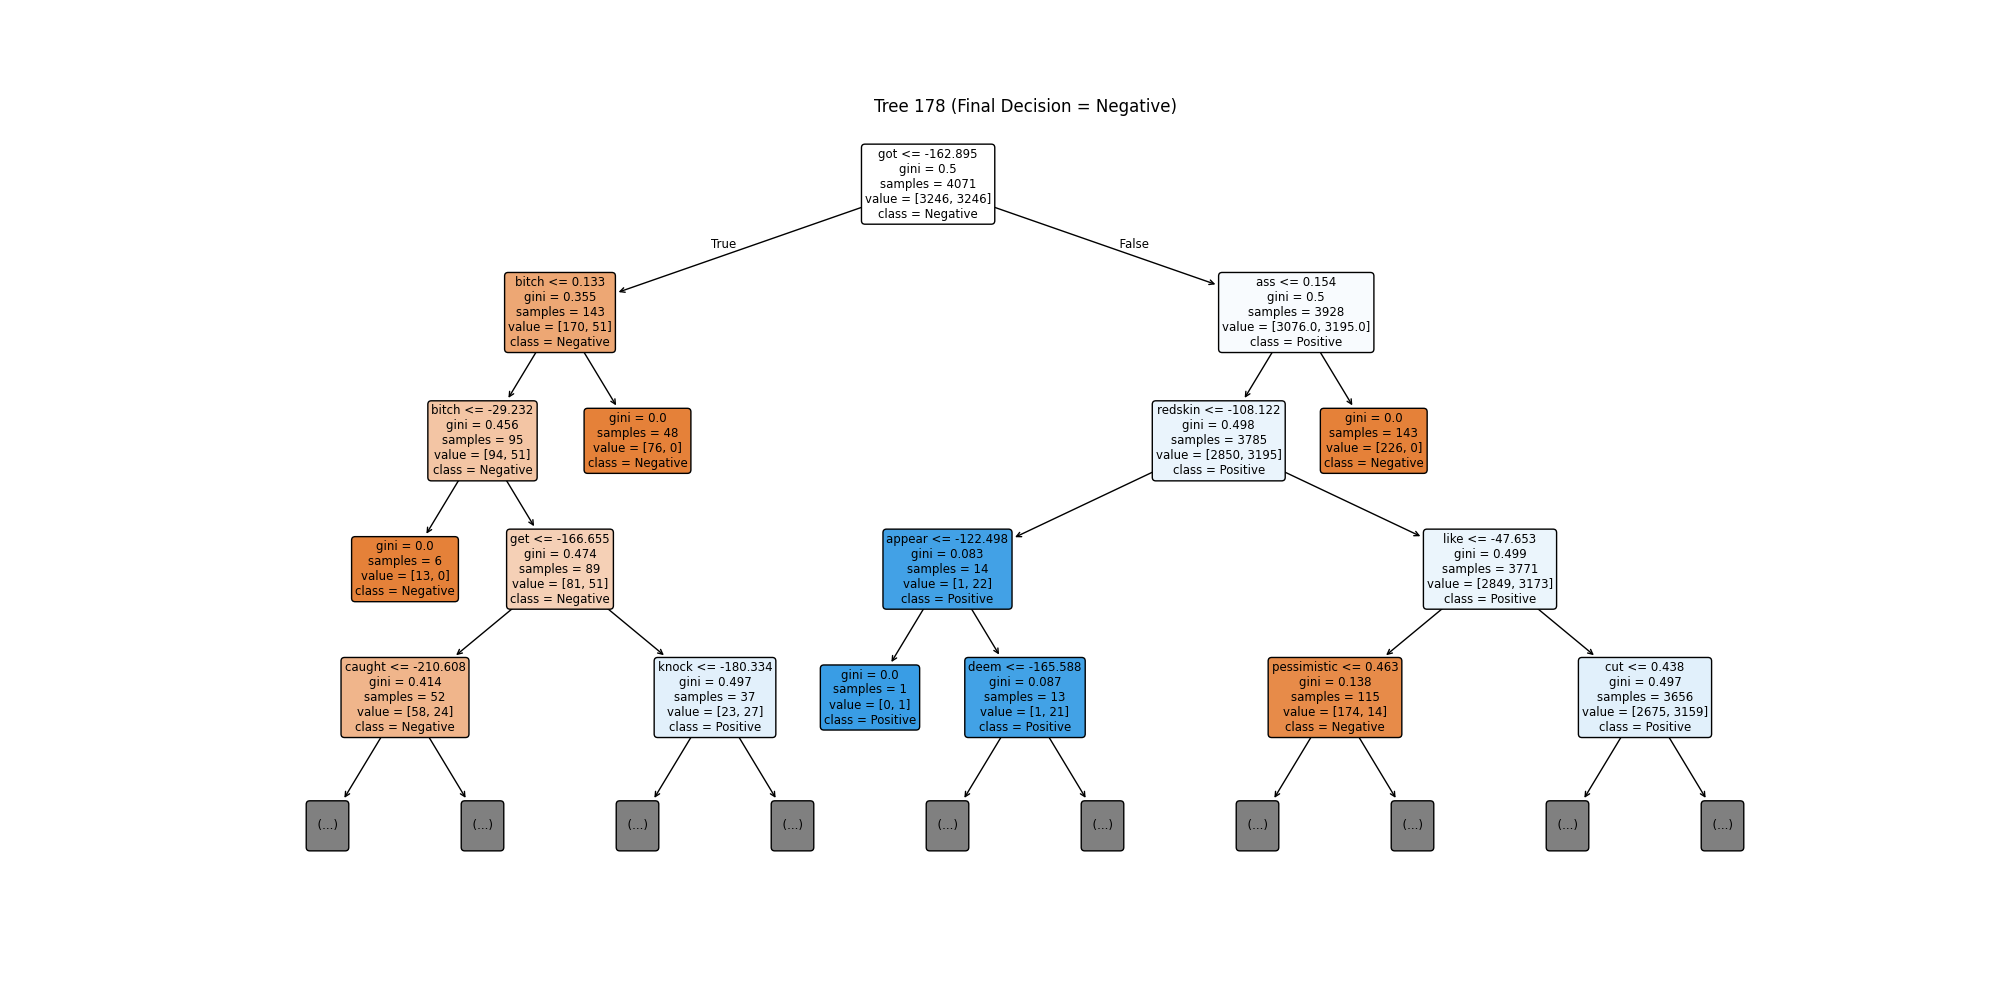 Tree 178 (Final Decision = Negative)
got <= -162.895
gini = 0.5
samples = 4071
value = [3246, 3246]
class = Negative
True
False
bitch <= 0.133
gini = 0.355
samples = 143
value = [170, 51]
class = Negative
ass <= 0.154
gini = 0.5
samples = 3928
value = [3076.0, 3195.0]
class = Positive
bitch <= -29.232
gini = 0.456
samples = 95
value = [94, 51]
class = Negative
gini = 0.0
samples = 48
value = [76, 0]
class = Negative
redskin <= -108.122
gini = 0.498
samples = 3785
value = [2850, 3195]
class = Positive
gini = 0.0
samples = 143
value = [226, 0]
class = Negative
gini = 0.0
samples = 6
value = [13, 0]
class = Negative
get <= -166.655
gini = 0.474
samples = 89
value = [81, 51]
class = Negative
appear <= -122.498
gini = 0.083
samples = 14
value = [1, 22]
class = Positive
like <= -47.653
gini = 0.499
samples = 3771
value = [2849, 3173]
class = Positive
caught <= -210.608
gini = 0.414
samples = 52
value = [58, 24]
class = Negative
knock <= -180.334
gini = 0.497
samples = 37
value = [23, 27]
class = Positive
gini = 0.0
samples = 1
value = [0, 1]
class = Positive
deem <= -165.588
gini = 0.087
samples = 13
value = [1, 21]
class = Positive
pessimistic <= 0.463
gini = 0.138
samples = 115
value = [174, 14]
class = Negative
cut <= 0.438
gini = 0.497
samples = 3656
value = [2675, 3159]
class = Positive
(...)
(...)
(...)
(...)
(...)
(...)
(...)
(...)
(...)
(...)